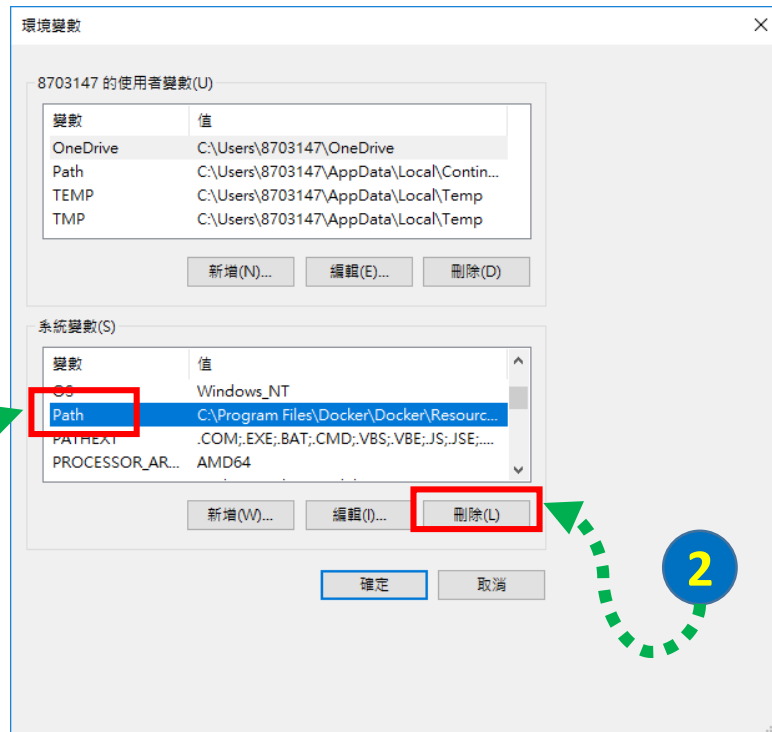 環境變數
8703147 的使用者變數(U)
變數 值
OneDrive C:\Users\8703147\OneDrive
Path C:\Users\8703147\AppData\Local\Contin...
TEMP C:\Users\8703147\AppData\Local\Temp
TMP C:\Users\8703147\AppData\Local\Temp
新增(N)... 編輯(E)... 刪除(D)
系統變數(S)
變數 值
OS Windows_NT
Path C:\Program Files\Docker\Docker\Resourc...
PATHEXT .COM;.EXE;.BAT;.CMD;.VBS;.VBE;.JS;.JSE;....
PROCESSOR_AR... AMD64
新增(W)... 編輯(I)... 刪除(L)
2
確定 取消